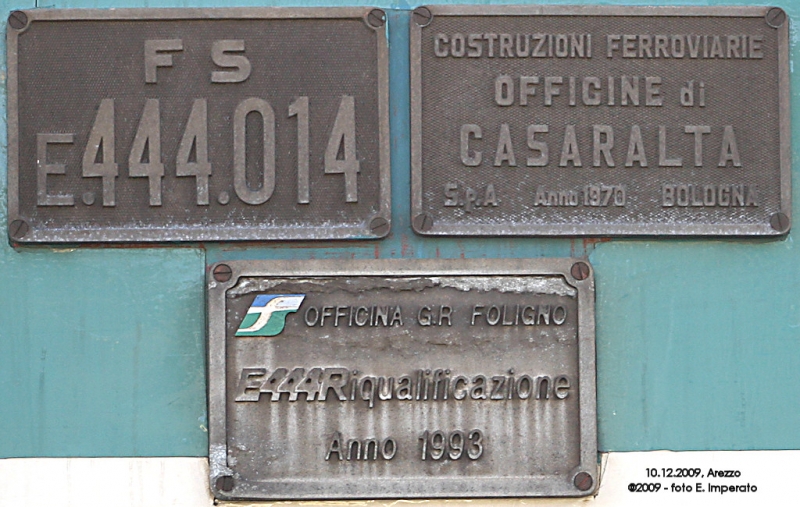 FS
E.444.014
COSTRUZIONI FERROVIARIE
OFFICINE di
CASARALTA
S.p.A Anno 1970 BOLOGNA
OFFICINA G.R FOLIGNO
E444Riqualificazione
Anno 1993
10.12.2009, Arezzo
©2009 - foto E. Imperato